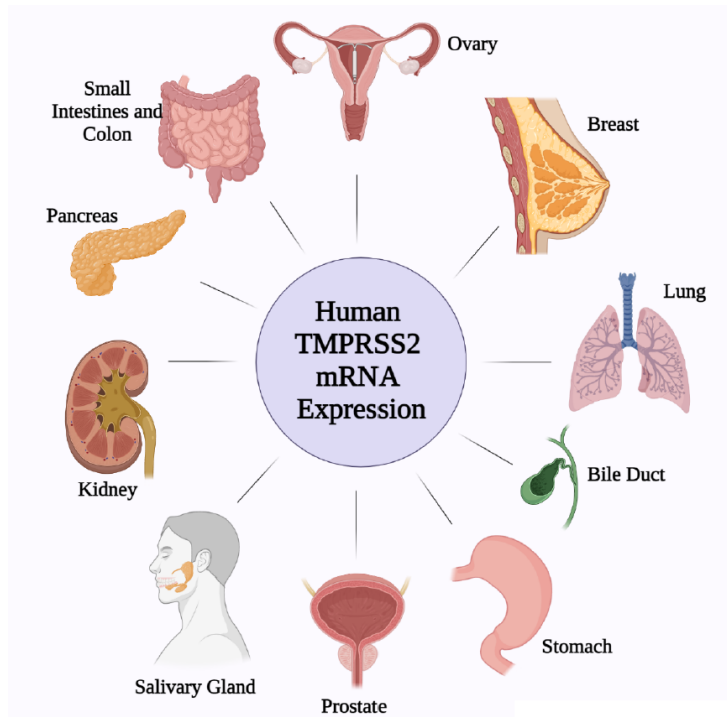 Ovary
Small
Intestines and
Colon
Breast
Pancreas
Lung
Human
TMPRSS2
mRNA
Expression
Kidney
Bile Duct
Stomach
Salivary Gland
Prostate